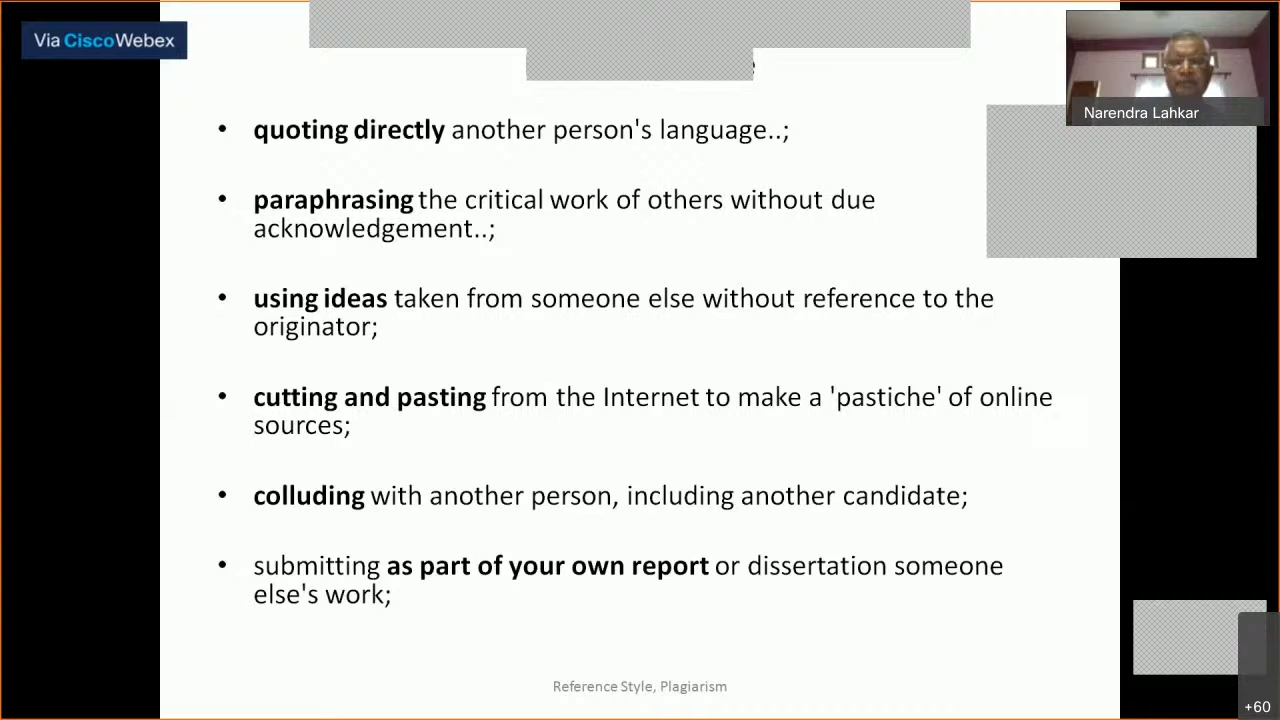 Via CiscoWebex
Narendra Lahkar
• quoting directly another person's language..;
• paraphrasing the critical work of others without due
acknowledgement..;
• using ideas taken from someone else without reference to the
originator;
• cutting and pasting from the Internet to make a 'pastiche' of online
sources;
• colluding with another person, including another candidate;
• submitting as part of your own report or dissertation someone
else's work;
Reference Style, Plagiarism
+60